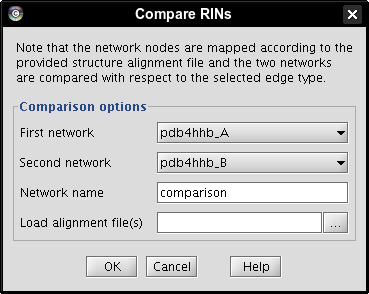 Compare RINs
Note that the network nodes are mapped according to the
provided structure alignment file and the two networks
are compared with respect to the selected edge type.
Comparison options
First network pdb4hhb_A
Second network pdb4hhb_B
Network name comparison
Load alignment file(s) ...
OK Cancel Help